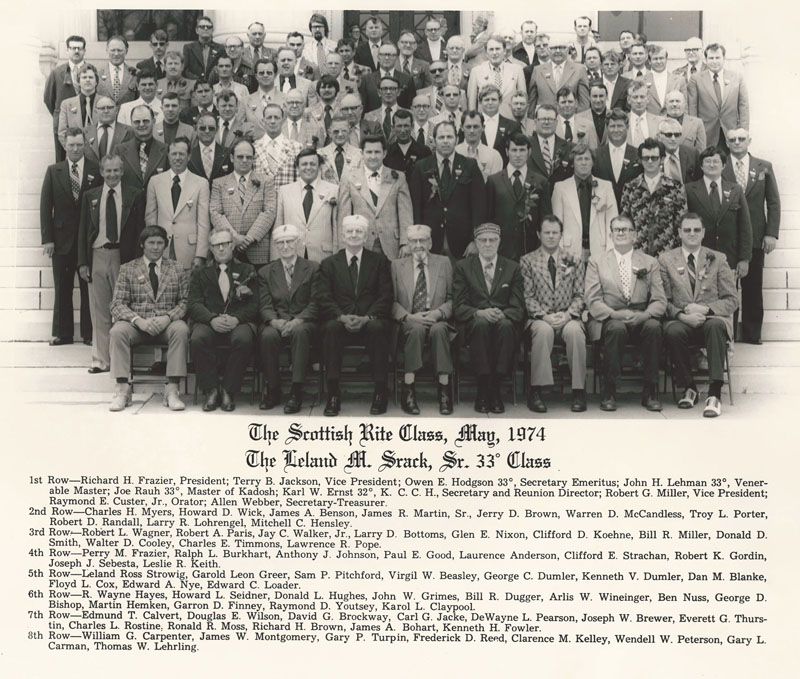 The Scottish Rite Class, May, 1974
The Leland M. Srack, Sr. 33° Class
1st Row—Richard H. Frazier, President; Terry B. Jackson, Vice President; Owen E. Hodgson 33°, Secretary Emeritus; John H. Lehman 33°, Vener-
able Master; Joe Rauh 33°, Master of Kadosh; Karl W. Ernst 32°, K. C. C. H., Secretary and Reunion Director; Robert G. Miller, Vice President;
Raymond E. Custer, Jr., Orator; Allen Webber, Secretary-Treasurer.
2nd Row—Charles H. Myers, Howard D. Wick, James A. Benson, James R. Martin, Sr., Jerry D. Brown, Warren D. McCandless, Troy L. Porter,
Robert D. Randall, Larry R. Lohrengel, Mitchell C. Hensley.
3rd Row—Robert L. Wagner, Robert A. Paris, Jay C. Walker, Jr., Larry D. Bottoms, Glen E. Nixon, Clifford D. Koehne, Bill R. Miller, Donald D.
Smith, Walter D. Cooley, Charles E. Timmons, Lawrence R. Pope.
4th Row—Perry M. Frazier, Ralph L. Burkhart, Anthony J. Johnson, Paul E. Good, Laurence Anderson, Clifford E. Strachan, Robert K. Gordin,
Joseph J. Sebesta, Leslie R. Keith.
5th Row—Leland Ross Strowig, Garold Leon Greer, Sam P. Pitchford, Virgil W. Beasley, George C. Dumler, Kenneth V. Dumler, Dan M. Blanke,
Floyd L. Cox, Edward A. Nye, Edward C. Loader.
6th Row—R. Wayne Hayes, Howard L. Seidner, Donald L. Hughes, John W. Grimes, Bill R. Dugger, Arlis W. Wineinger, Ben Nuss, George D.
Bishop, Martin Hemken, Garron D. Finney, Raymond D. Youtsey, Karol L. Claypool.
7th Row—Edmund T. Calvert, Douglas E. Wilson, David G. Brockway, Carl G. Jacke, DeWayne L. Pearson, Joseph W. Brewer, Everett G. Thurs-
tin, Charles L. Rostine, Ronald R. Moss, Richard H. Brown, James A. Bohart, Kenneth H. Fowler.
8th Row—William G. Carpenter, James W. Montgomery, Gary P. Turpin, Frederick D. Reed, Clarence M. Kelley, Wendell W. Peterson, Gary L.
Carman, Thomas W. Lehrling.